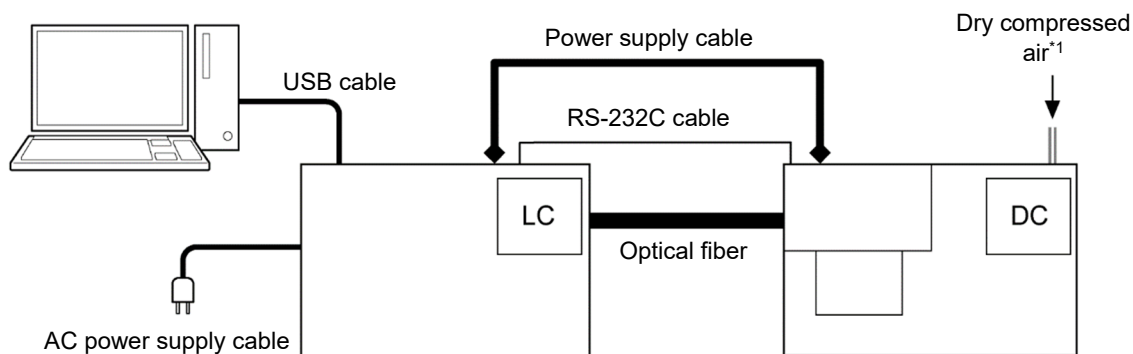 Dry compressed
air*1
Power supply cable
USB cable
RS-232C cable
LC
DC
Optical fiber
AC power supply cable